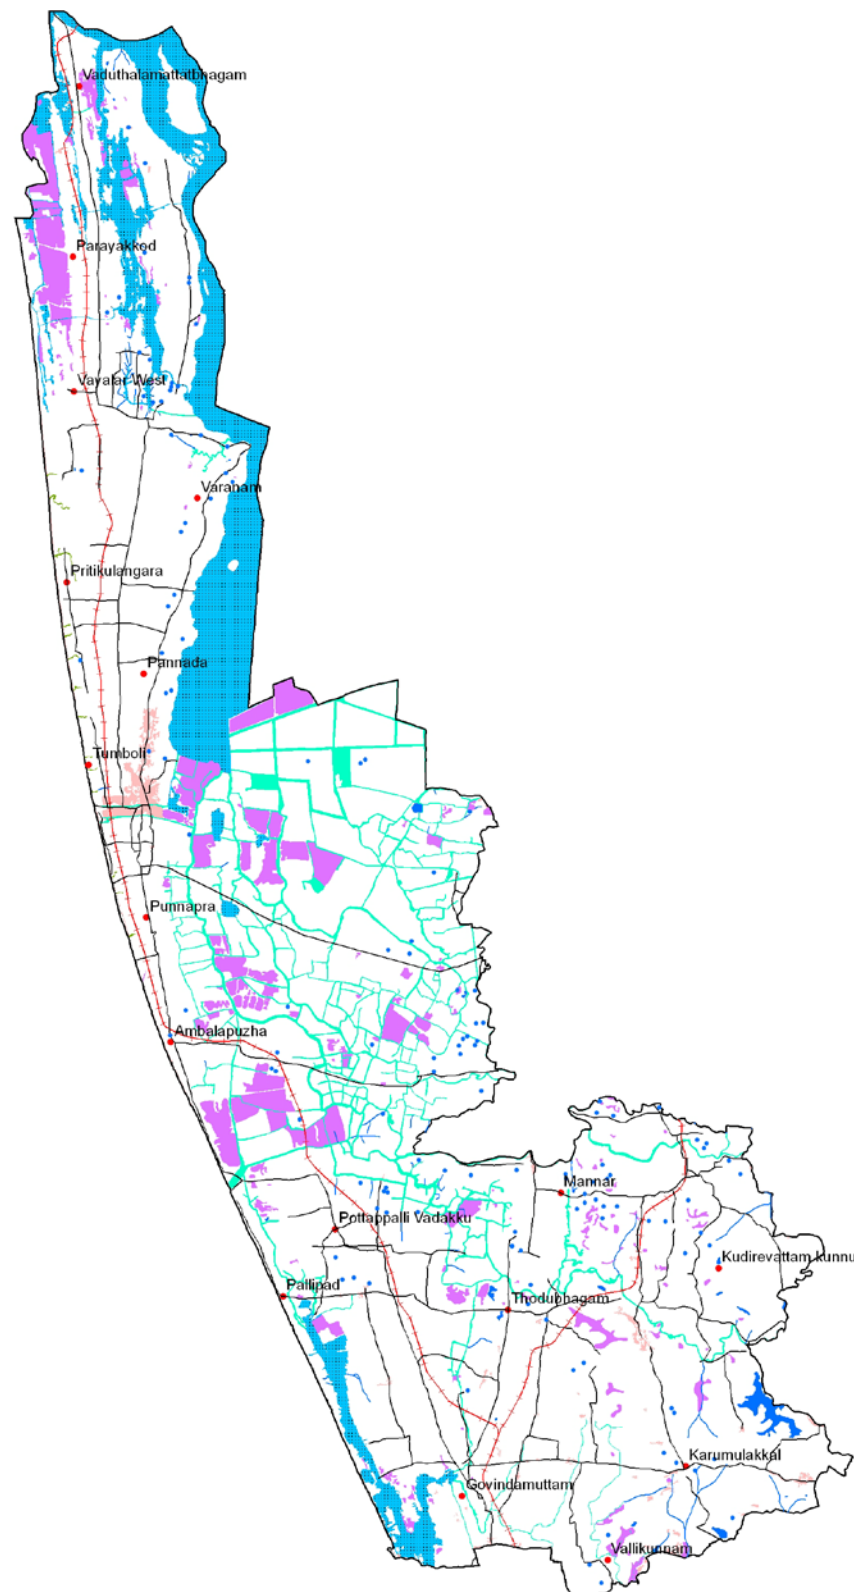 Vaduthalamattatbhagam
Parayakkod
Vayalar West
Varanam
Pritikulangara
Pannada
Tumboli
Punnapra
Ambalapuzha
Mannar
Pottappalli Vadakku
Kudirevattam kunnu
Pallipad
Thodubhagam
Karumulakkal
Govindamuttam
Vallikunnam